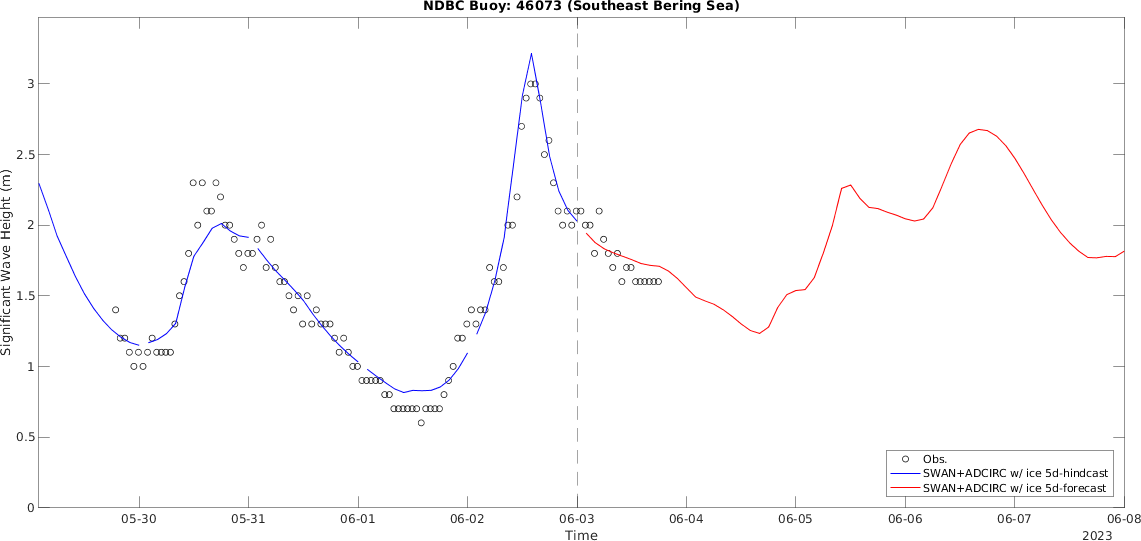 NDBC Buoy: 46073 (Southeast Bering Sea)
Significant Wave Height (m)
3
2.5
2
1.5
1
0.5
0
Obs.
SWAN+ADCIRC w/ ice 5d-hindcast
SWAN+ADCIRC w/ ice 5d-forecast
05-30 05-31 06-01 06-02 06-03 06-04 06-05 06-06 06-07 06-08
Time
2023